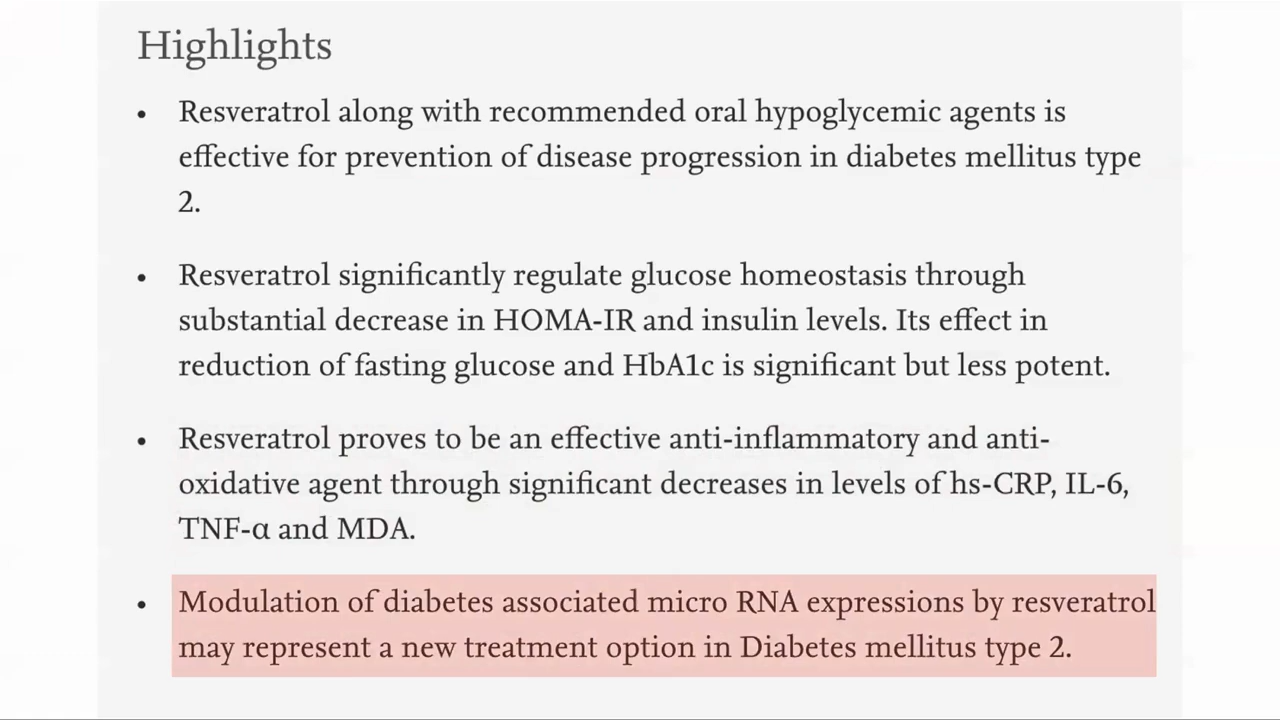 Highlights
• Resveratrol along with recommended oral hypoglycemic agents is
effective for prevention of disease progression in diabetes mellitus type
2.
• Resveratrol significantly regulate glucose homeostasis through
substantial decrease in HOMA-IR and insulin levels. Its effect in
reduction of fasting glucose and HbA1c is significant but less potent.
• Resveratrol proves to be an effective anti-inflammatory and anti-
oxidative agent through significant decreases in levels of hs-CRP, IL-6,
TNF-α and MDA.
• Modulation of diabetes associated micro RNA expressions by resveratrol
may represent a new treatment option in Diabetes mellitus type 2.